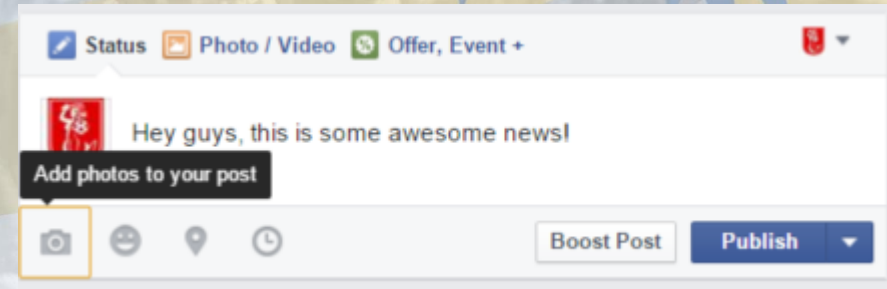 Status Photo / Video Offer, Event +
Hey guys, this is some awesome news!
Add photos to your post
Boost Post Publish